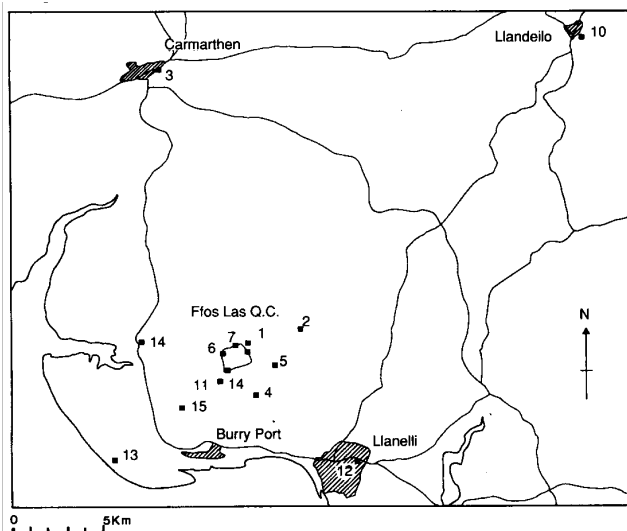 Carmarthen
3
Llandeilo
10
Ffos Las Q.C.
2
7
1
14
6
5
11
14
4
15
N
Burry Port
Llanelli
12
13
0
5Km